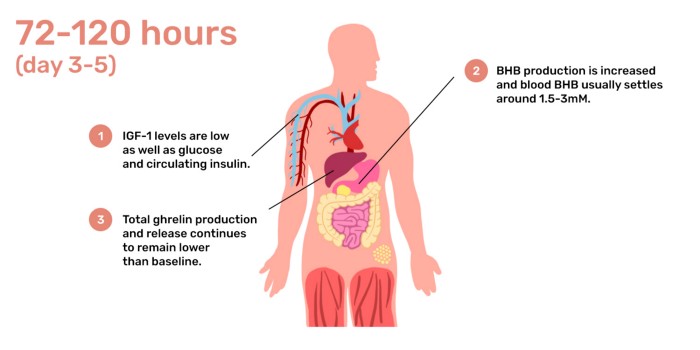 72-120 hours
(day 3-5)
1
IGF-1 levels are low
as well as glucose
and circulating insulin.
2
BHB production is increased
and blood BHB usually settles
around 1.5-3mM.
3
Total ghrelin production
and release continues
to remain lower
than baseline.